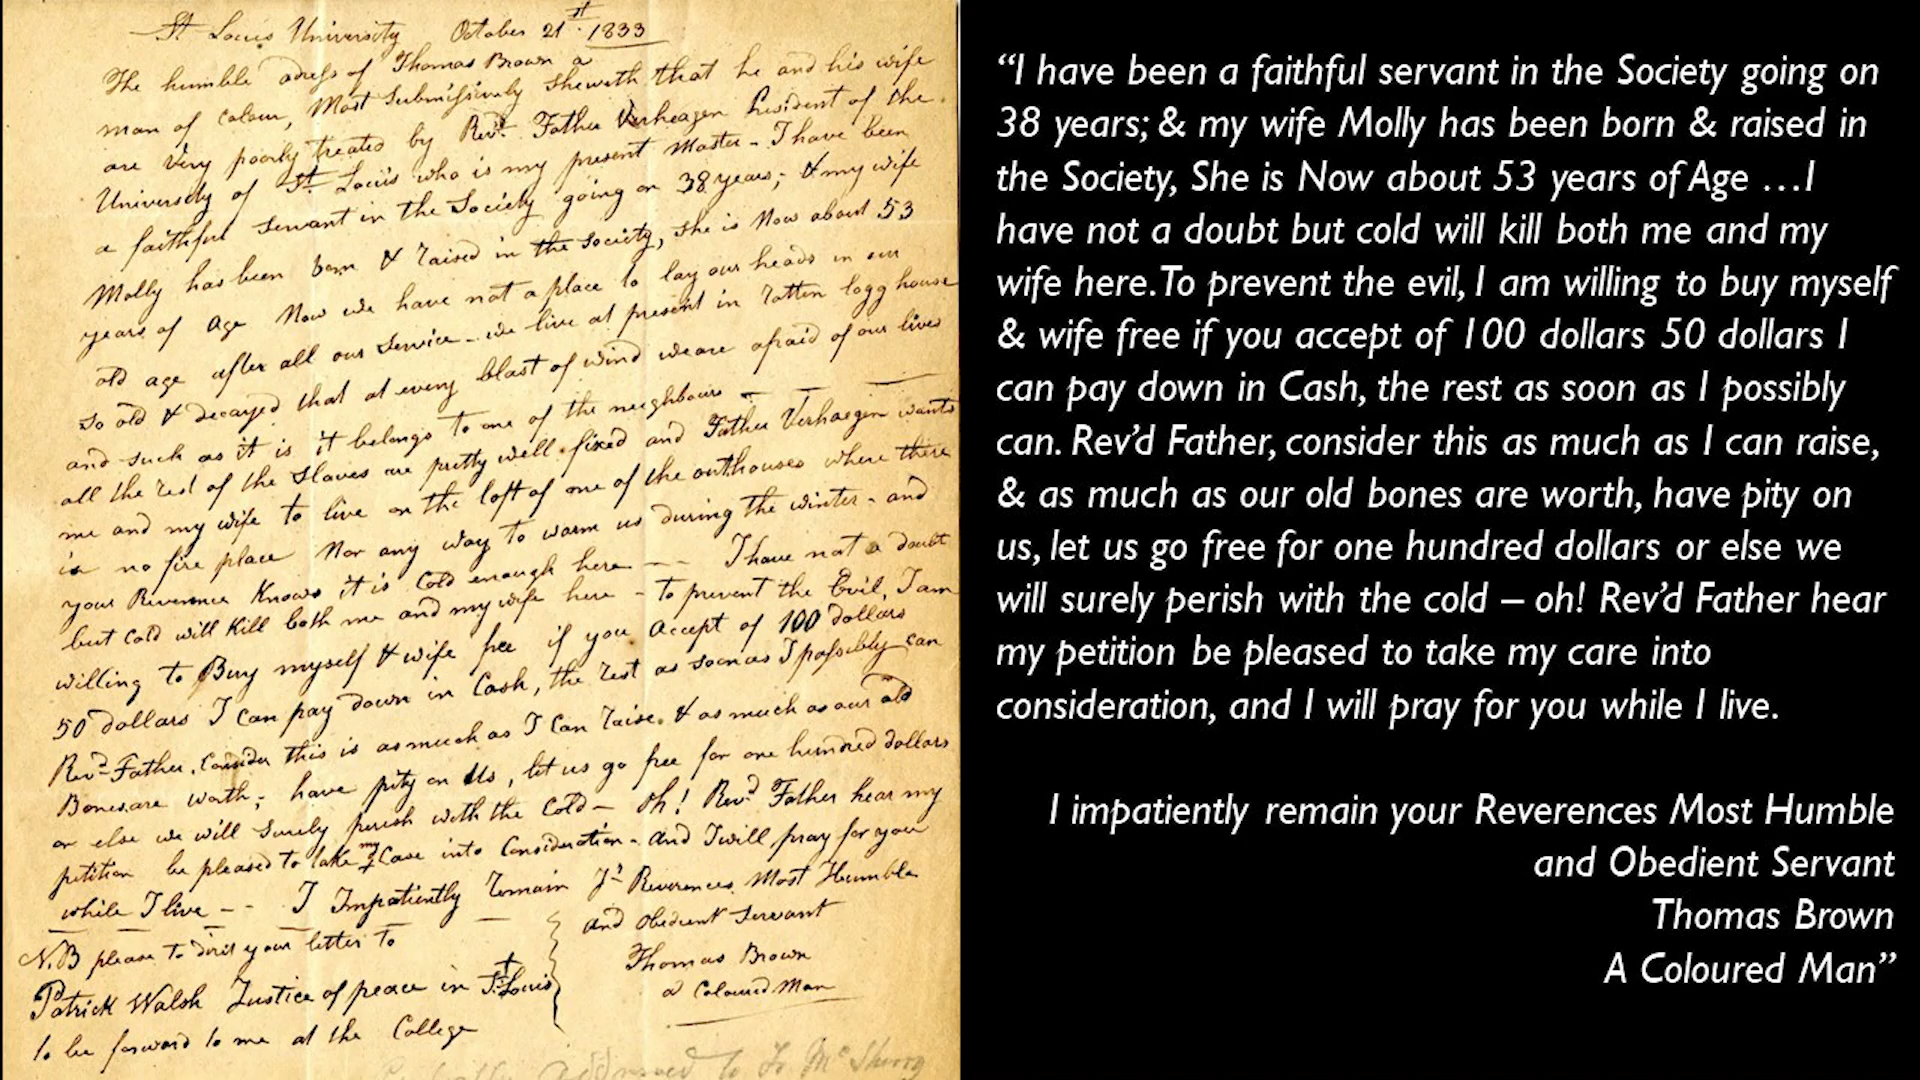 St Louis University October 21st. 1833
The humble adress of Thomas Brown a
man of Colour, Most Submissively Sheweth that he and his wife
are Very poorly treated by Revd. Father Verheagen President of the
University of St. Louis who is my present Master - I have been
a faithful servant in the Society going on 38 years; & my wife
Molly has been born & raised in the Society, she is Now about 53
years of Age Now we have not a place to lay our heads in our
old age after all our Service - we live at present in rotten logg house
so old & decayed that at every blast of wind we are afraid of our lives
and such as it is it belongs to one of the neighbours —
all the rest of the slaves are pretty well fixed and Father Verhaegen wants
me and my wife to live on the loft of one of the outhouses where there
is no fire place Nor any way to warm us during the winter - and
your Reverence Knows it is Cold enough here — — I have not a doubt
but cold will kill both me and my wife here - to prevent the Evil, I am
willing to Buy myself & wife free if you Accept of 100 dollars
50 dollars I can pay down in Cash, the rest as soon as I possibly can
Revd Father, Consider this is as much as I Can raise, & as much as our old
Bones are worth; have pity on Us, let us go free for one hundred dollars
or else we will Surely perish with the Cold — Oh! Revd Father hear my
petition be pleased to take my Case into Consideration - And I will pray for you
while I live - - I Impatiently remain Yr Reverences Most Humble
And Obedient Servant
Thomas Brown
a Coloured Man
N.B please to dirit your letter to
Patrick Walsh Justice of peace in St Louis
to be forward to me at the College
addressed to Fr McSherry
“I have been a faithful servant in the Society going on
38 years; & my wife Molly has been born & raised in
the Society, She is Now about 53 years of Age …I
have not a doubt but cold will kill both me and my
wife here. To prevent the evil, I am willing to buy myself
& wife free if you accept of 100 dollars 50 dollars I
can pay down in Cash, the rest as soon as I possibly
can. Rev’d Father, consider this as much as I can raise,
& as much as our old bones are worth, have pity on
us, let us go free for one hundred dollars or else we
will surely perish with the cold – oh! Rev’d Father hear
my petition be pleased to take my care into
consideration, and I will pray for you while I live.
I impatiently remain your Reverences Most Humble
and Obedient Servant
Thomas Brown
A Coloured Man”